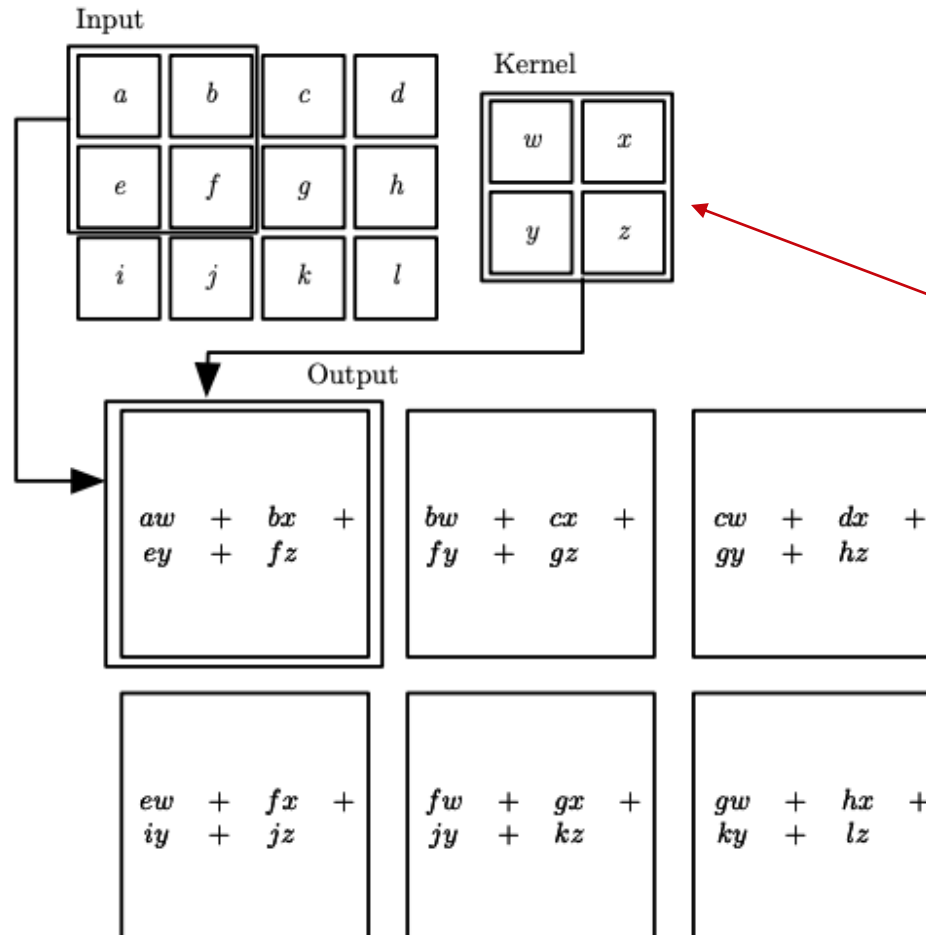 Input
Kernel
a b c d
w x
e f g h
y z
i j k l
Output
aw + bx +
ey + fz
bw + cx +
fy + gz
cw + dx +
gy + hz
ew + fx +
iy + jz
fw + gx +
jy + kz
gw + hx +
ky + lz